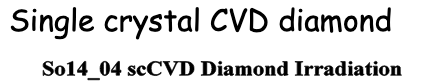 Single crystal CVD diamond
So14_04 scCVD Diamond Irradiation